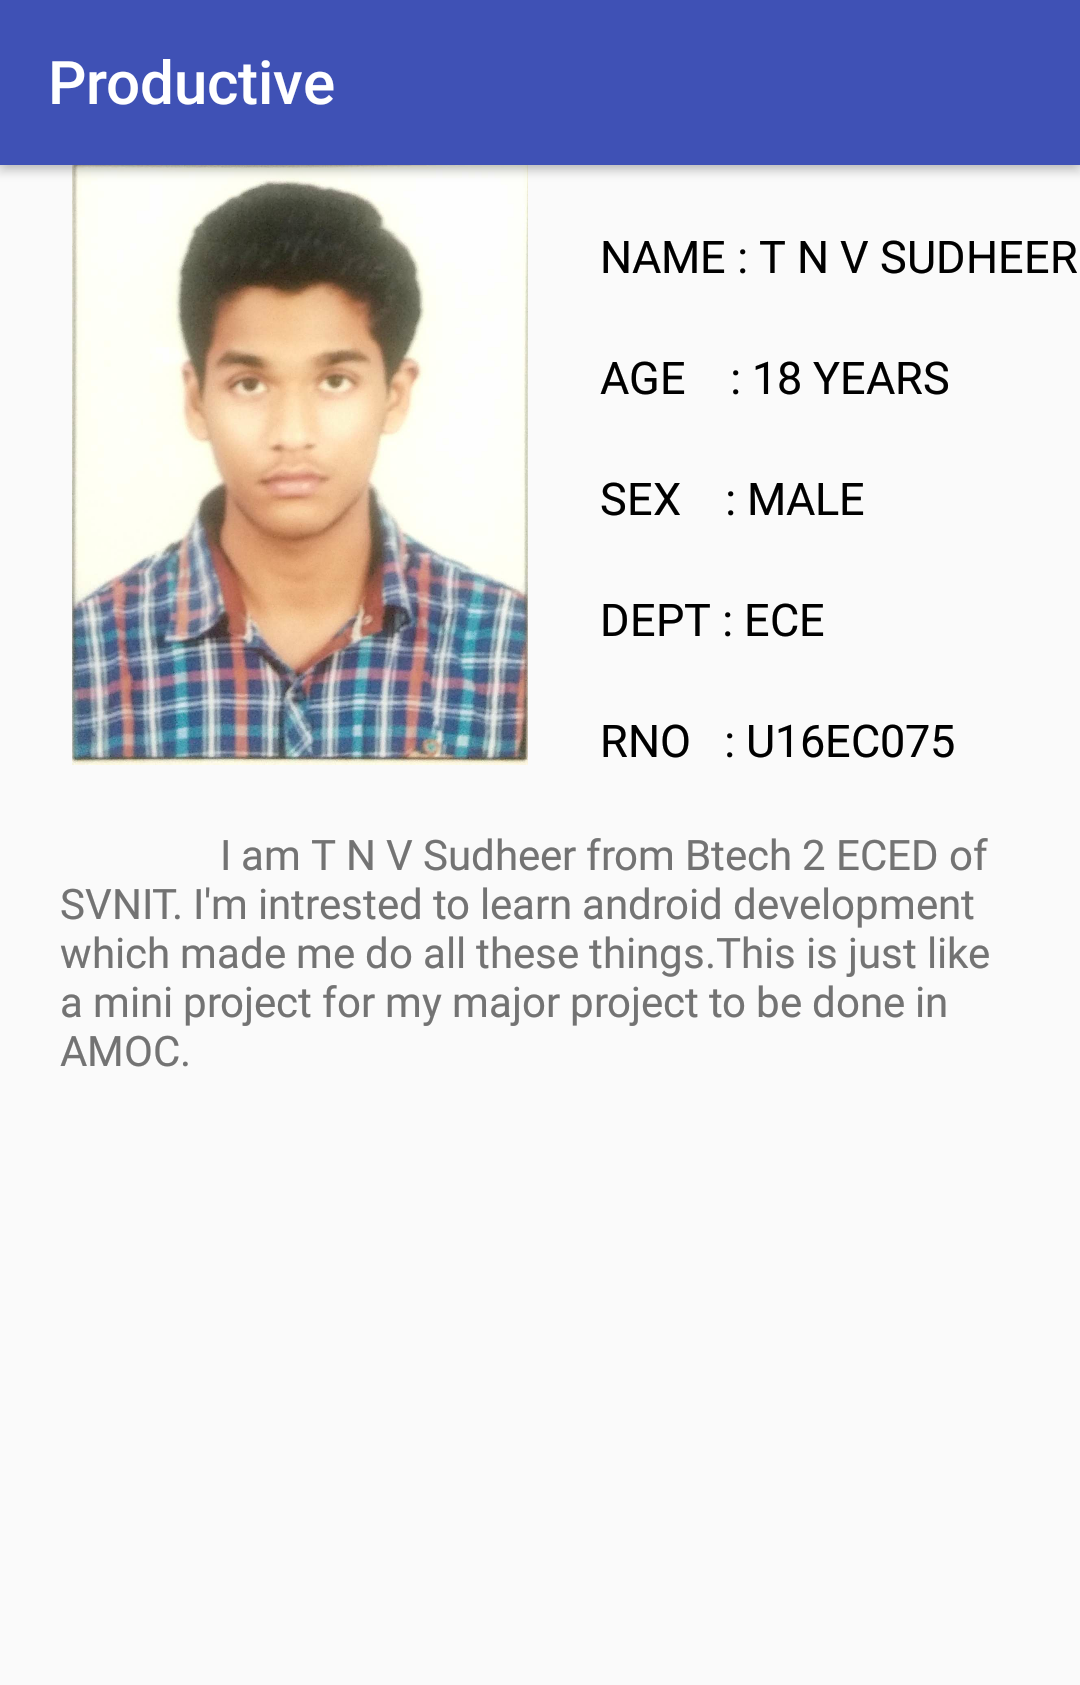 Productive
NAME : T N V SUDHEER
AGE    : 18 YEARS
SEX    : MALE
DEPT : ECE
RNO   : U16EC075
I am T N V Sudheer from Btech 2 ECED of
SVNIT. I'm intrested to learn android development
which made me do all these things.This is just like
a mini project for my major project to be done in
AMOC.